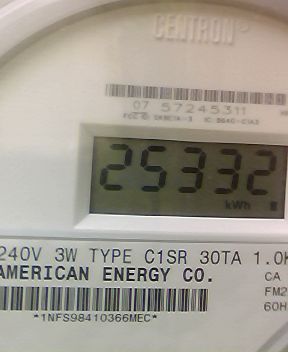 CENTRON®
07 57245311
25332
kWh
240V 3W TYPE C1SR 30TA 1.0K
AMERICAN ENERGY CO.
CA
FM2
60H
*1NFS98410366MEC*